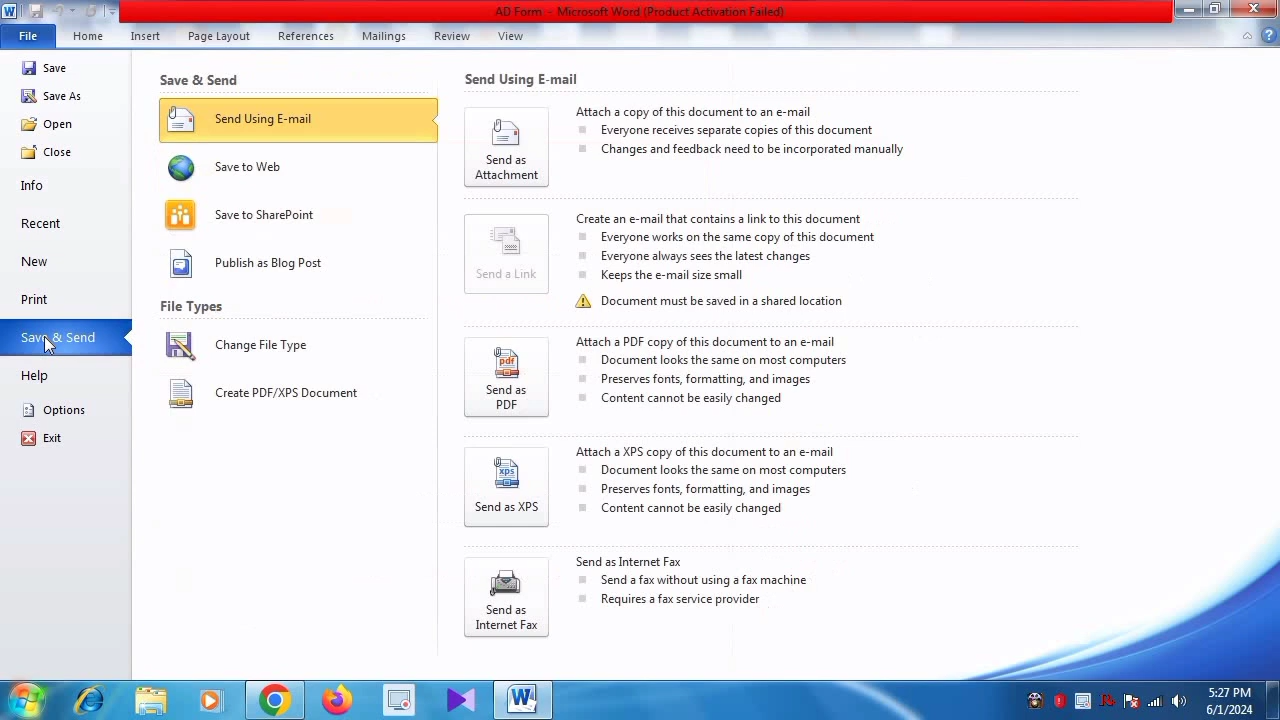 AD Form - Microsoft Word (Product Activation Failed)
File Home Insert Page Layout References Mailings Review View
Save
Save As
Open
Close
Info
Recent
New
Print
Save & Send
Help
Options
Exit
Save & Send
Send Using E-mail
Save to Web
Save to SharePoint
Publish as Blog Post
File Types
Change File Type
Create PDF/XPS Document
Send Using E-mail
Send as
Attachment
Attach a copy of this document to an e-mail
Everyone receives separate copies of this document
Changes and feedback need to be incorporated manually
Send a Link
Create an e-mail that contains a link to this document
Everyone works on the same copy of this document
Everyone always sees the latest changes
Keeps the e-mail size small
Document must be saved in a shared location
pdf
Send as
PDF
Attach a PDF copy of this document to an e-mail
Document looks the same on most computers
Preserves fonts, formatting, and images
Content cannot be easily changed
xps
Send as XPS
Attach a XPS copy of this document to an e-mail
Document looks the same on most computers
Preserves fonts, formatting, and images
Content cannot be easily changed
Send as
Internet Fax
Send as Internet Fax
Send a fax without using a fax machine
Requires a fax service provider
5:27 PM
6/1/2024